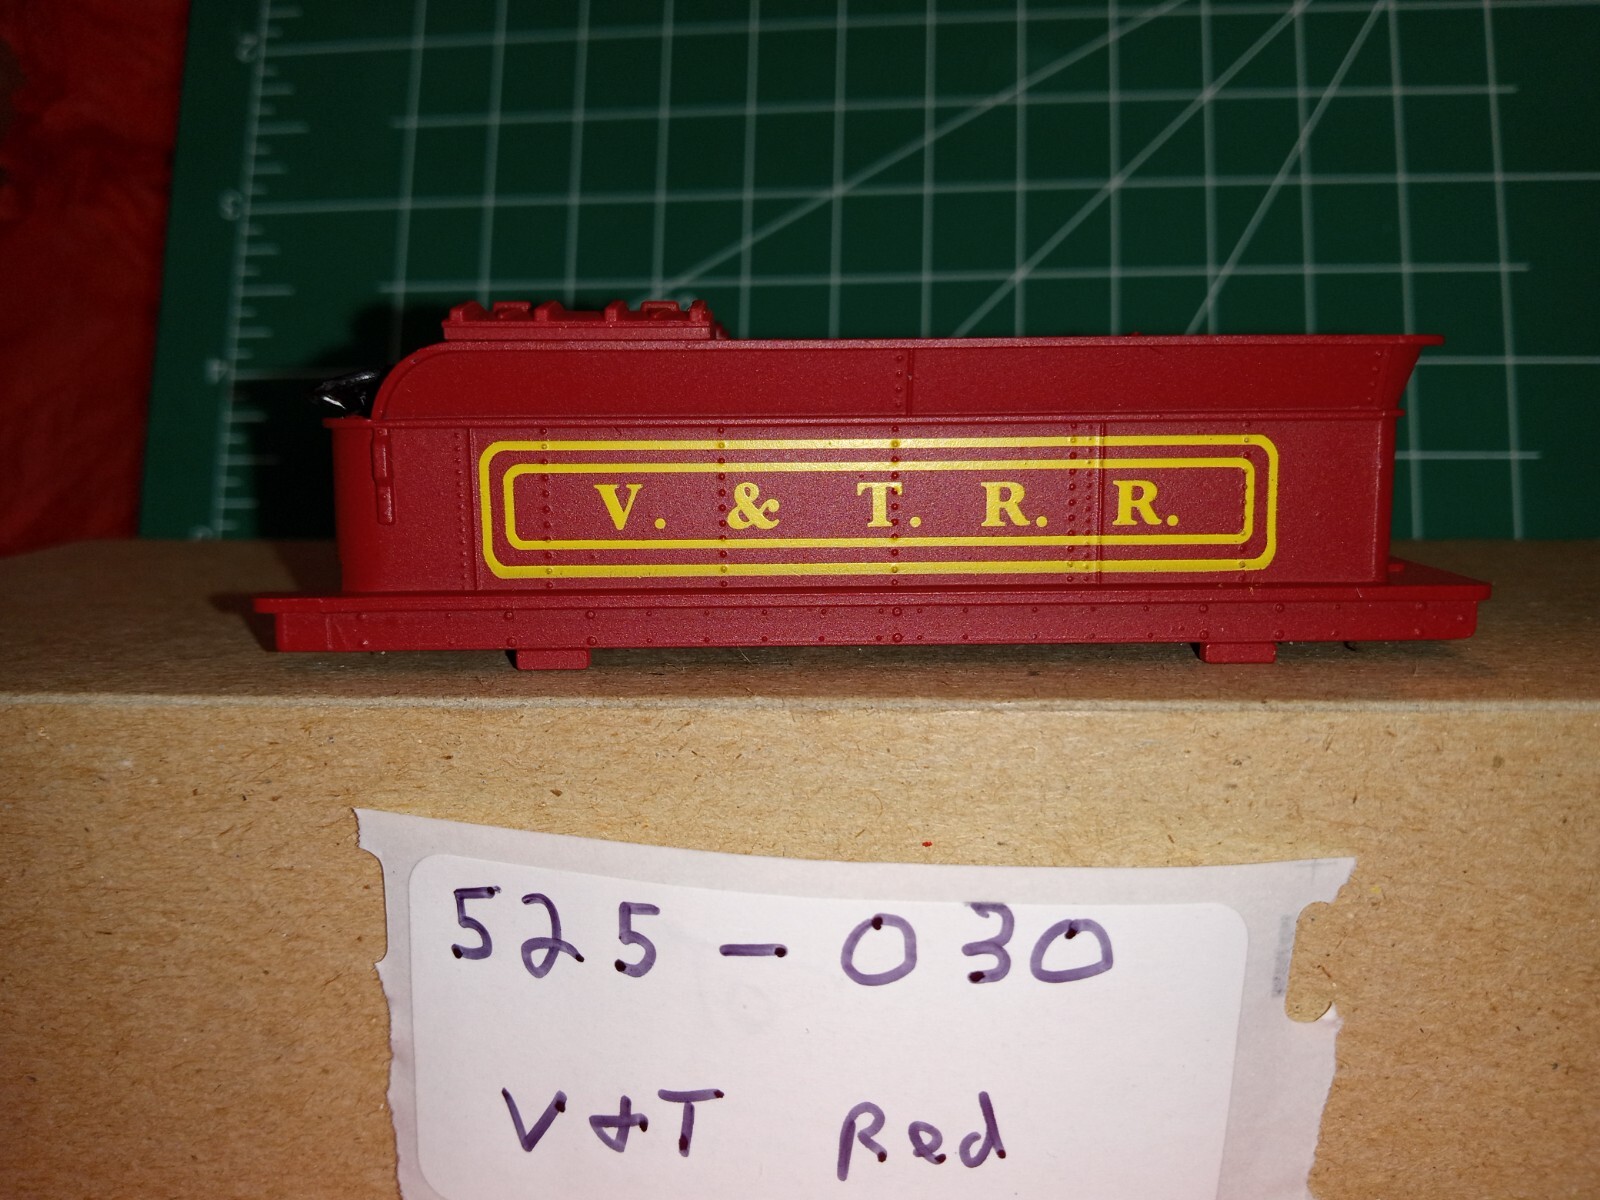 V. & T. R. R.
525-030
V&T Red